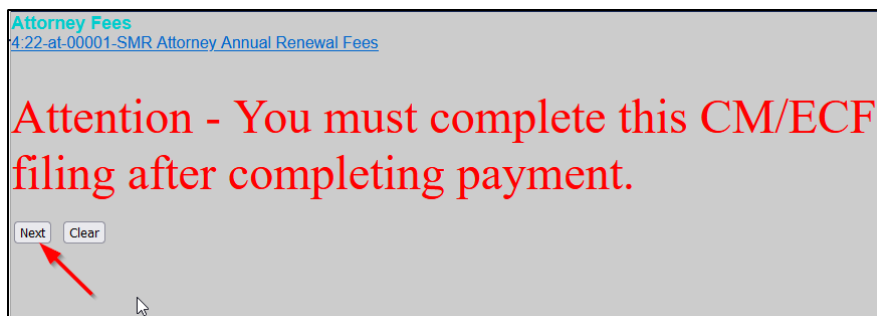 Attorney Fees
4:22-at-00001-SMR Attorney Annual Renewal Fees
Attention - You must complete this CM/ECF
filing after completing payment.
Next Clear